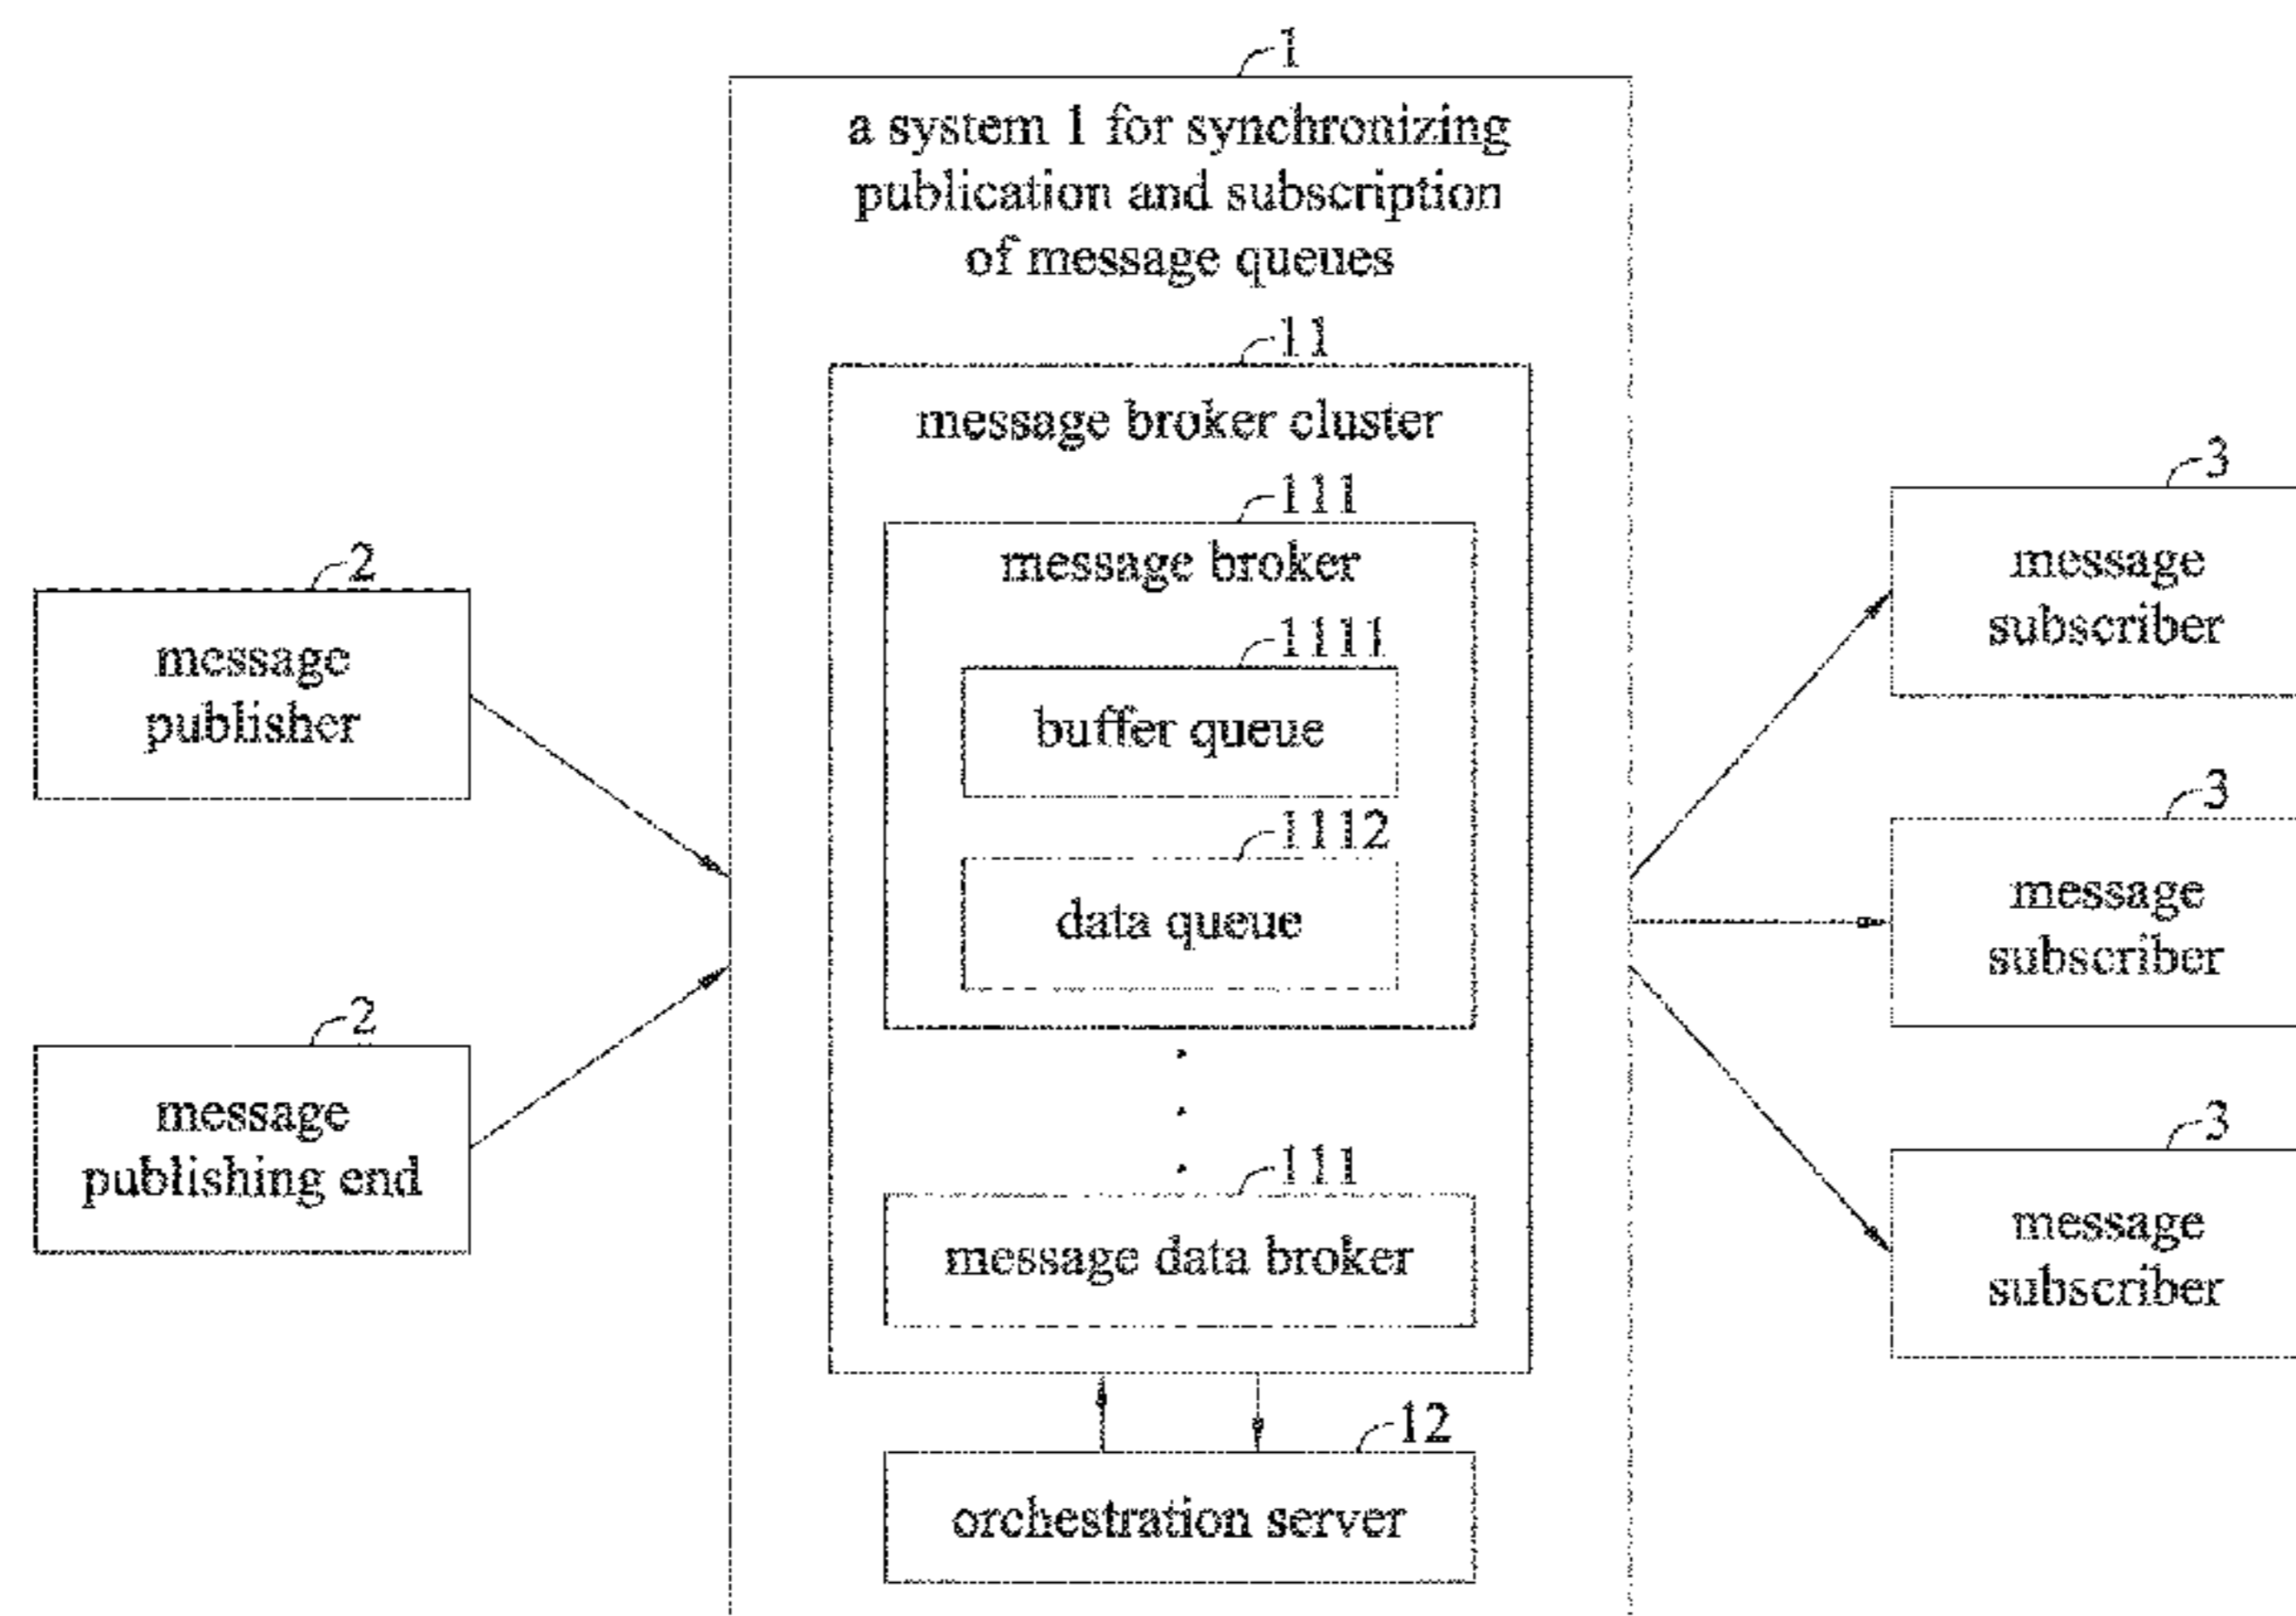 1
a system 1 for synchronizing
publication and subscription
of message queues
11
message broker cluster
111
message broker
1111
buffer queue
1112
data queue
111
message data broker
12
orchestration server
2
message
publisher
2
message
publishing end
3
message
subscriber
3
message
subscriber
3
message
subscriber